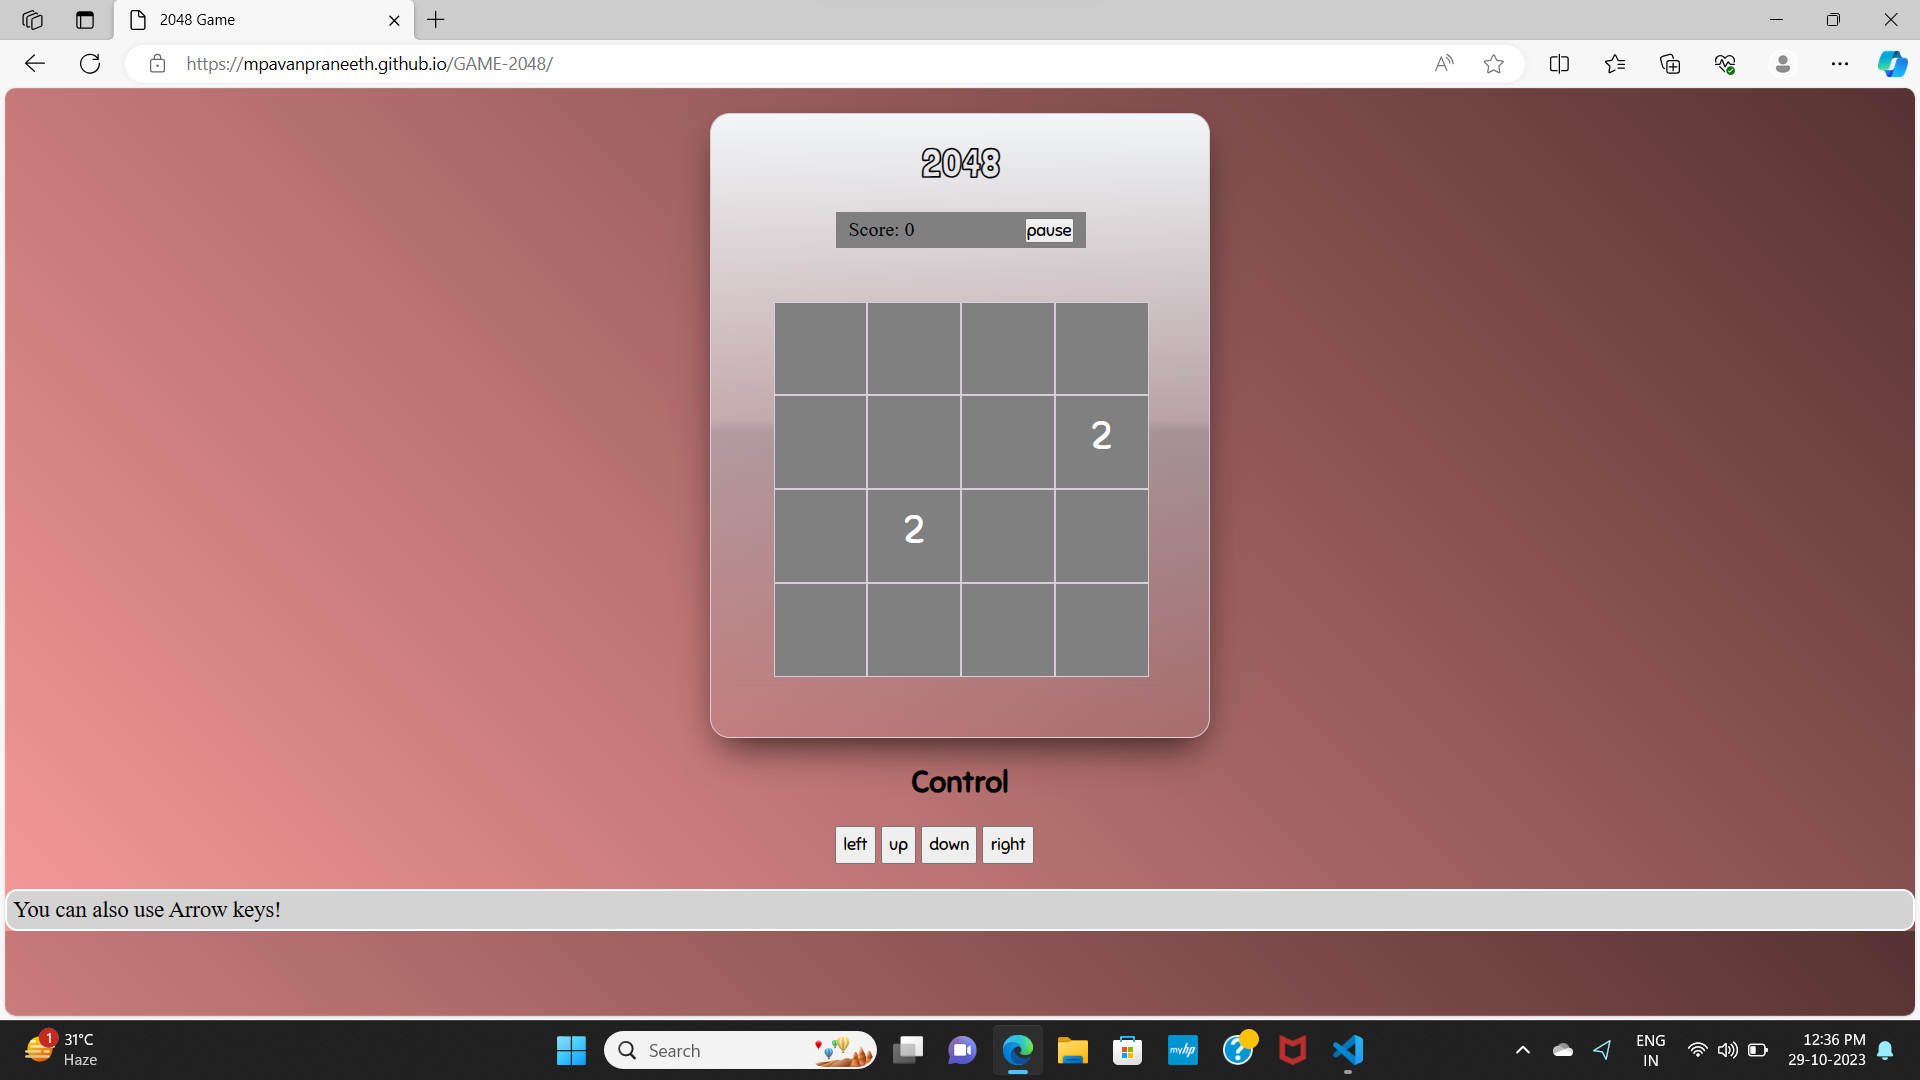 2048 Game
https://mpavanpraneeth.github.io/GAME-2048/
2048
Score: 0 pause
2
2
Control
left up down right
You can also use Arrow keys!
1 31°C
Haze
Search
myhp
ENG
IN
12:36 PM
29-10-2023